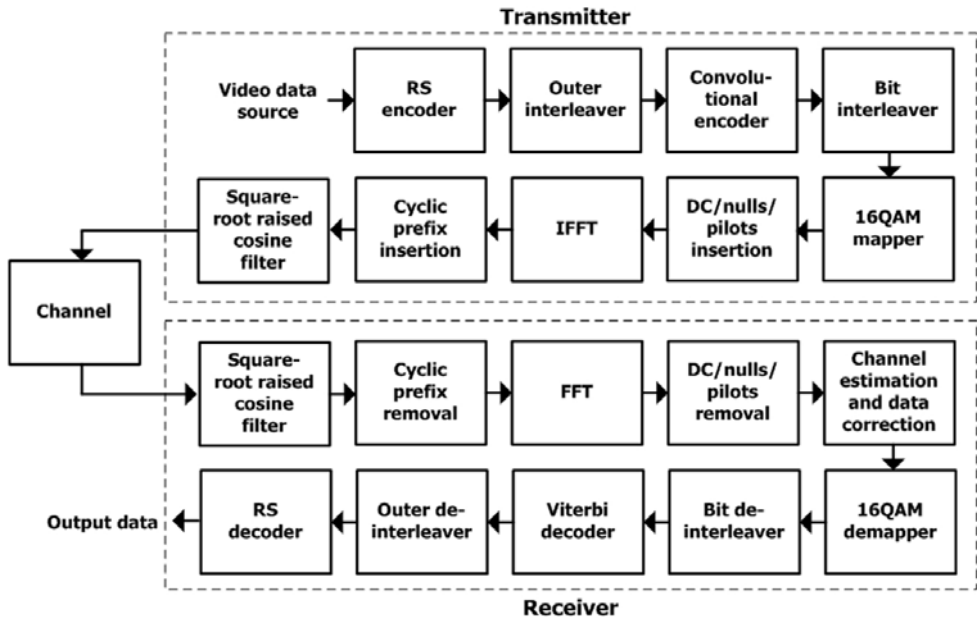 Transmitter
Video data
source
RS
encoder
Outer
interleaver
Convolu-
tional
encoder
Bit
interleaver
Square-
root raised
cosine
filter
Cyclic
prefix
insertion
IFFT
DC/nulls/
pilots
insertion
16QAM
mapper
Channel
Square-
root raised
cosine
filter
Cyclic
prefix
removal
FFT
DC/nulls/
pilots
removal
Channel
estimation
and data
correction
Output data
RS
decoder
Outer de-
interleaver
Viterbi
decoder
Bit de-
interleaver
16QAM
demapper
Receiver